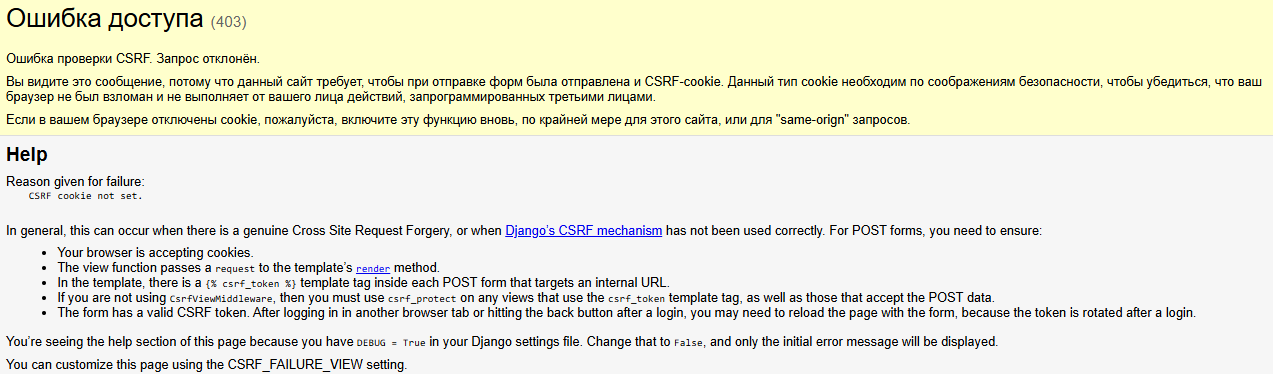 Ошибка доступа (403)
Ошибка проверки CSRF. Запрос отклонён.
Вы видите это сообщение, потому что данный сайт требует, чтобы при отправке форм была отправлена и CSRF-cookie. Данный тип cookie необходим по соображениям безопасности, чтобы убедиться, что ваш
браузер не был взломан и не выполняет от вашего лица действий, запрограммированных третьими лицами.
Если в вашем браузере отключены cookie, пожалуйста, включите эту функцию вновь, по крайней мере для этого сайта, или для "same-orign" запросов.
Help
Reason given for failure:
CSRF cookie not set.
In general, this can occur when there is a genuine Cross Site Request Forgery, or when Django's CSRF mechanism has not been used correctly. For POST forms, you need to ensure:
• Your browser is accepting cookies.
• The view function passes a request to the template's render method.
• In the template, there is a {% csrf_token %} template tag inside each POST form that targets an internal URL.
• If you are not using CsrfViewMiddleware, then you must use csrf_protect on any views that use the csrf_token template tag, as well as those that accept the POST data.
• The form has a valid CSRF token. After logging in in another browser tab or hitting the back button after a login, you may need to reload the page with the form, because the token is rotated after a login.
You're seeing the help section of this page because you have DEBUG = True in your Django settings file. Change that to False, and only the initial error message will be displayed.
You can customize this page using the CSRF_FAILURE_VIEW setting.